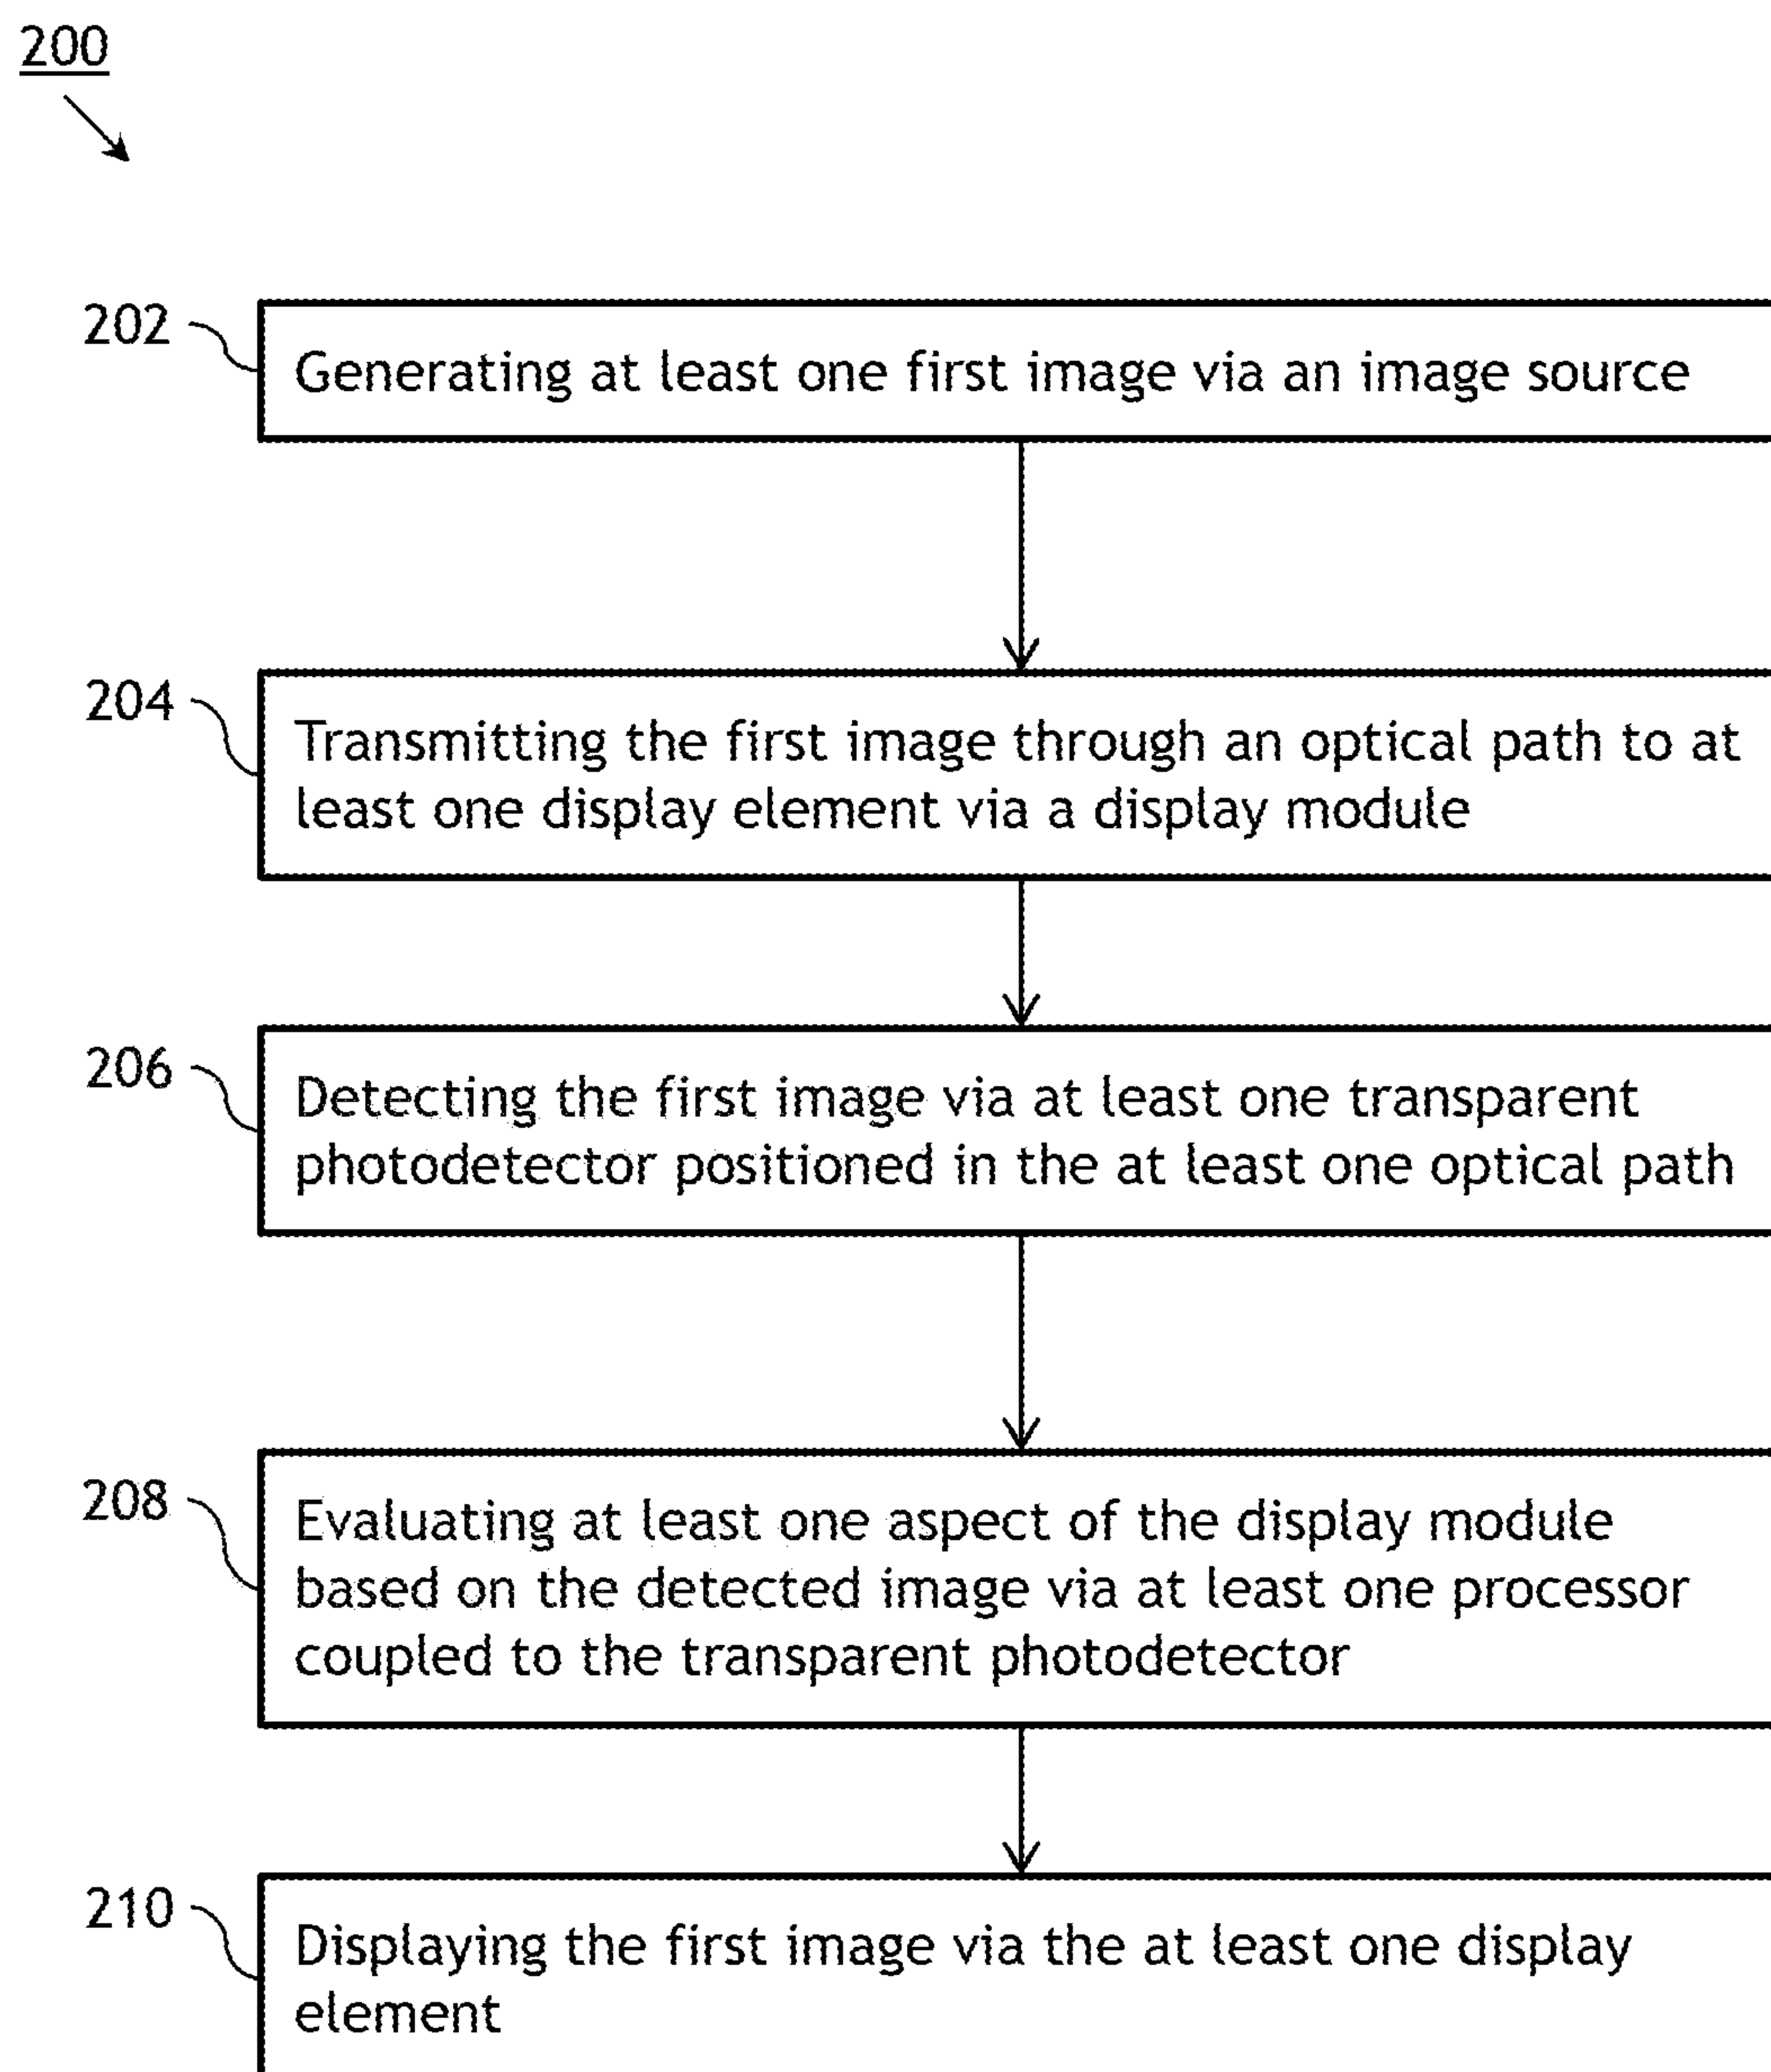 200
202
Generating at least one first image via an image source
204
Transmitting the first image through an optical path to at
least one display element via a display module
206
Detecting the first image via at least one transparent
photodetector positioned in the at least one optical path
208
Evaluating at least one aspect of the display module
based on the detected image via at least one processor
coupled to the transparent photodetector
210
Displaying the first image via the at least one display
element